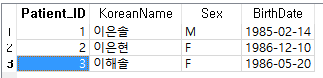 Patient_ID KoreanName Sex BirthDate
1 1 이은솔 M 1985-02-14
2 2 이은현 F 1986-12-10
3 3 이해솔 F 1986-05-20